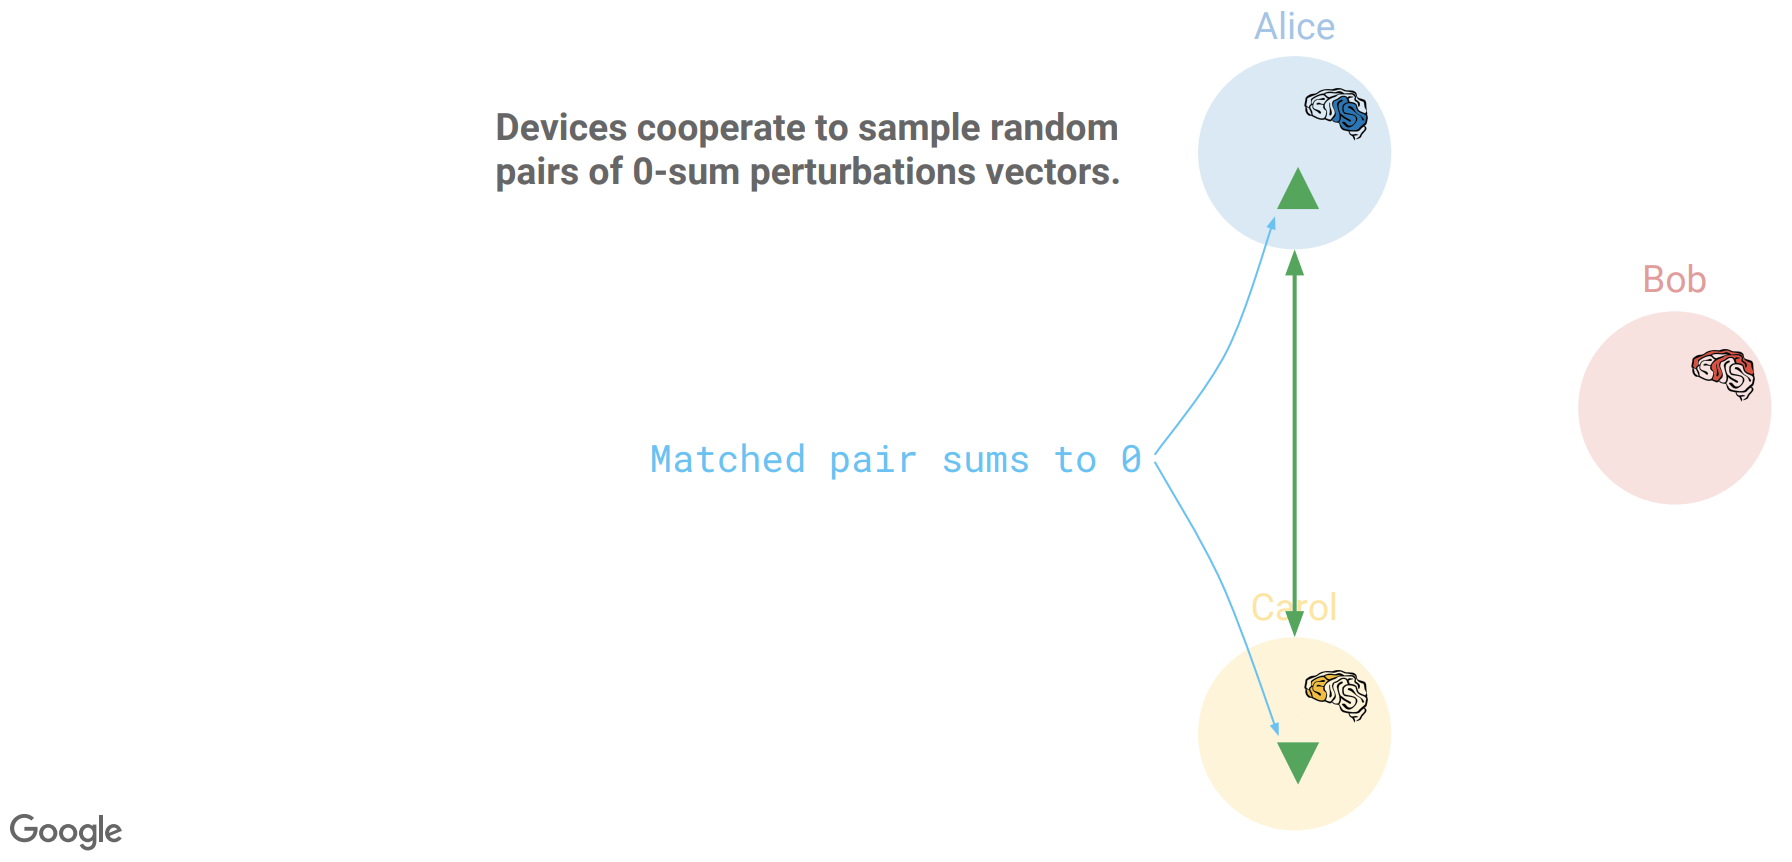 Alice
Devices cooperate to sample random
pairs of 0-sum perturbations vectors.
Bob
Matched pair sums to 0
Carol
Google